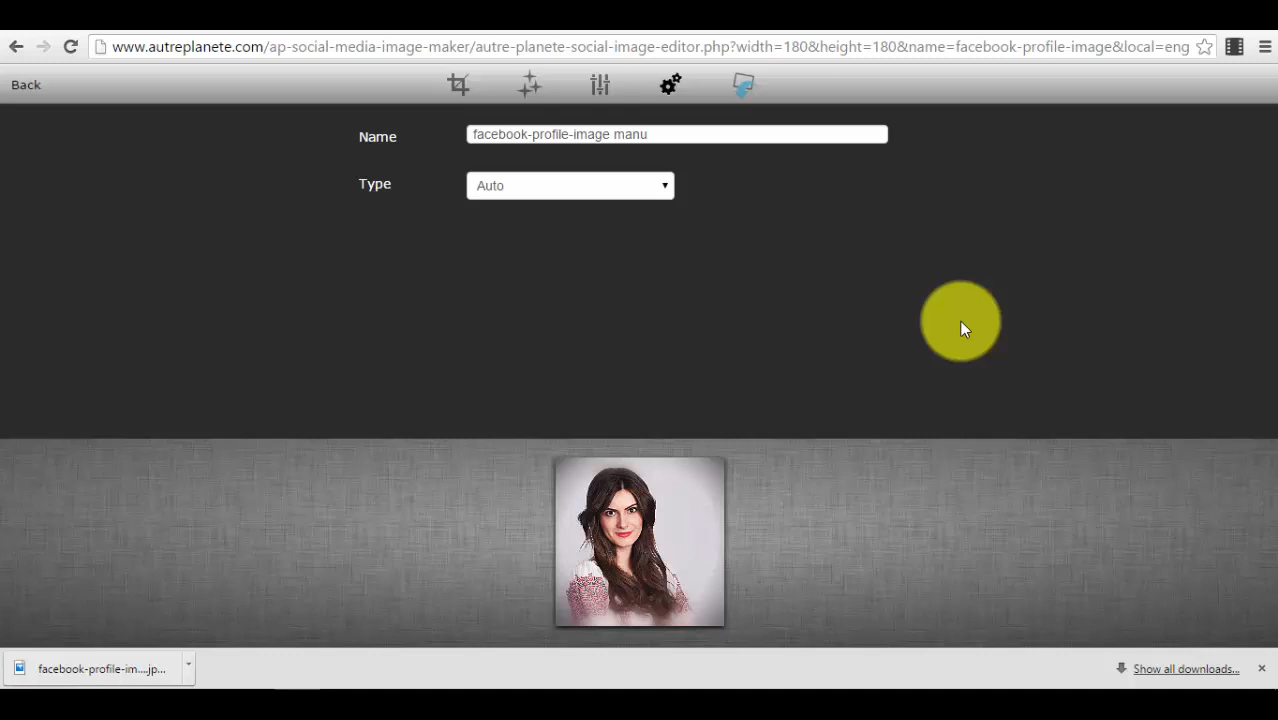 www.autreplanete.com/ap-social-media-image-maker/autre-planete-social-image-editor.php?width=180&height=180&name=facebook-profile-image&local=eng
Back
Name
facebook-profile-image manu
Type
Auto
facebook-profile-im....jp...
Show all downloads...